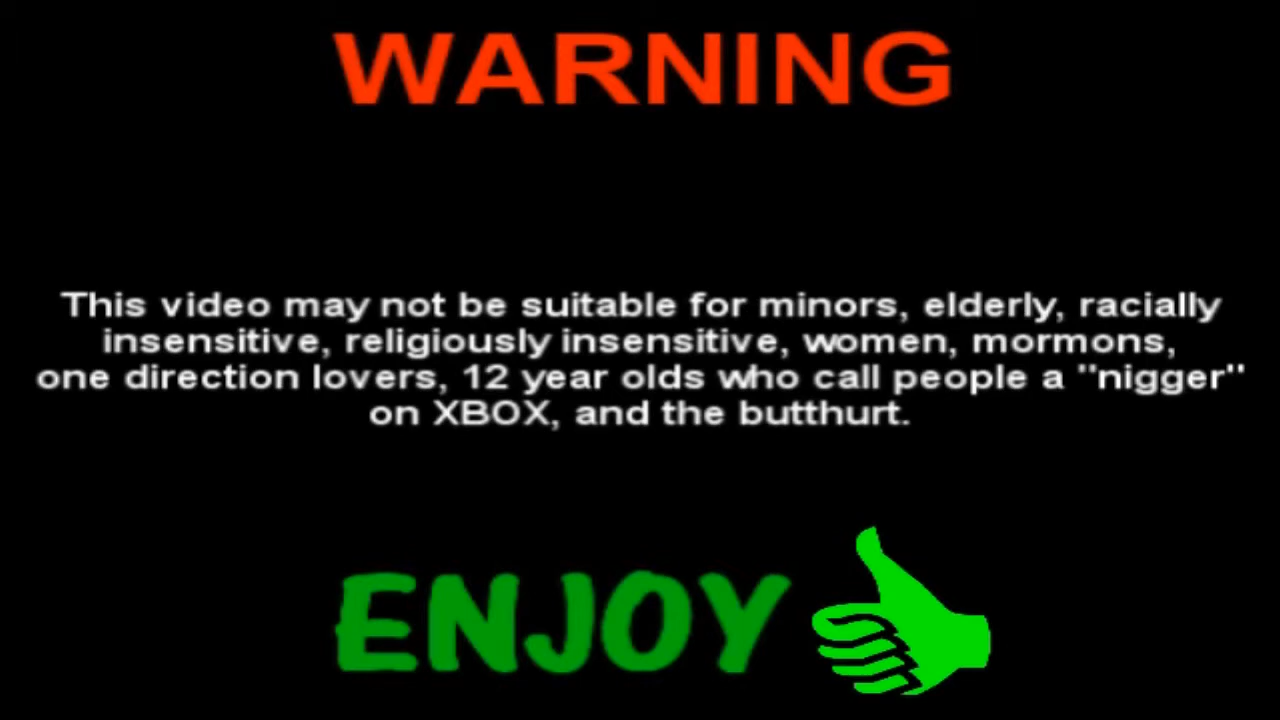 WARNING
This video may not be suitable for minors, elderly, racially
insensitive, religiously insensitive, women, mormons,
one direction lovers, 12 year olds who call people a "nigger"
on XBOX, and the butthurt.
ENJOY